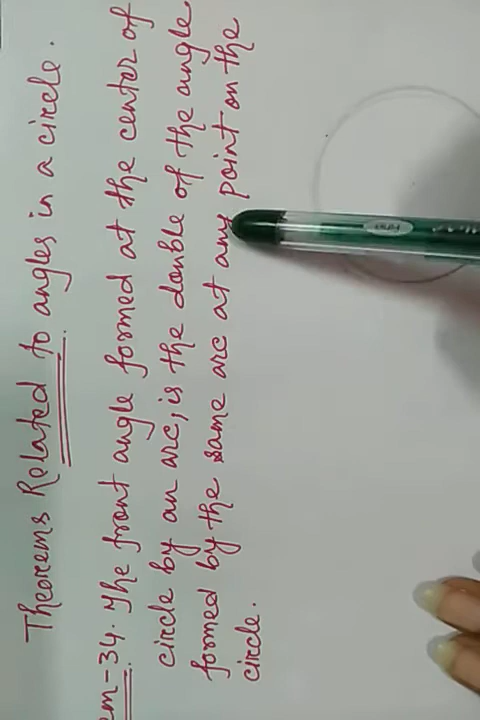 Theorems Related to angles in a circle.
em-34. The front angle formed at the center of
circle by an arc, is the double of the angle
formed by the same arc at any point on the
circle.